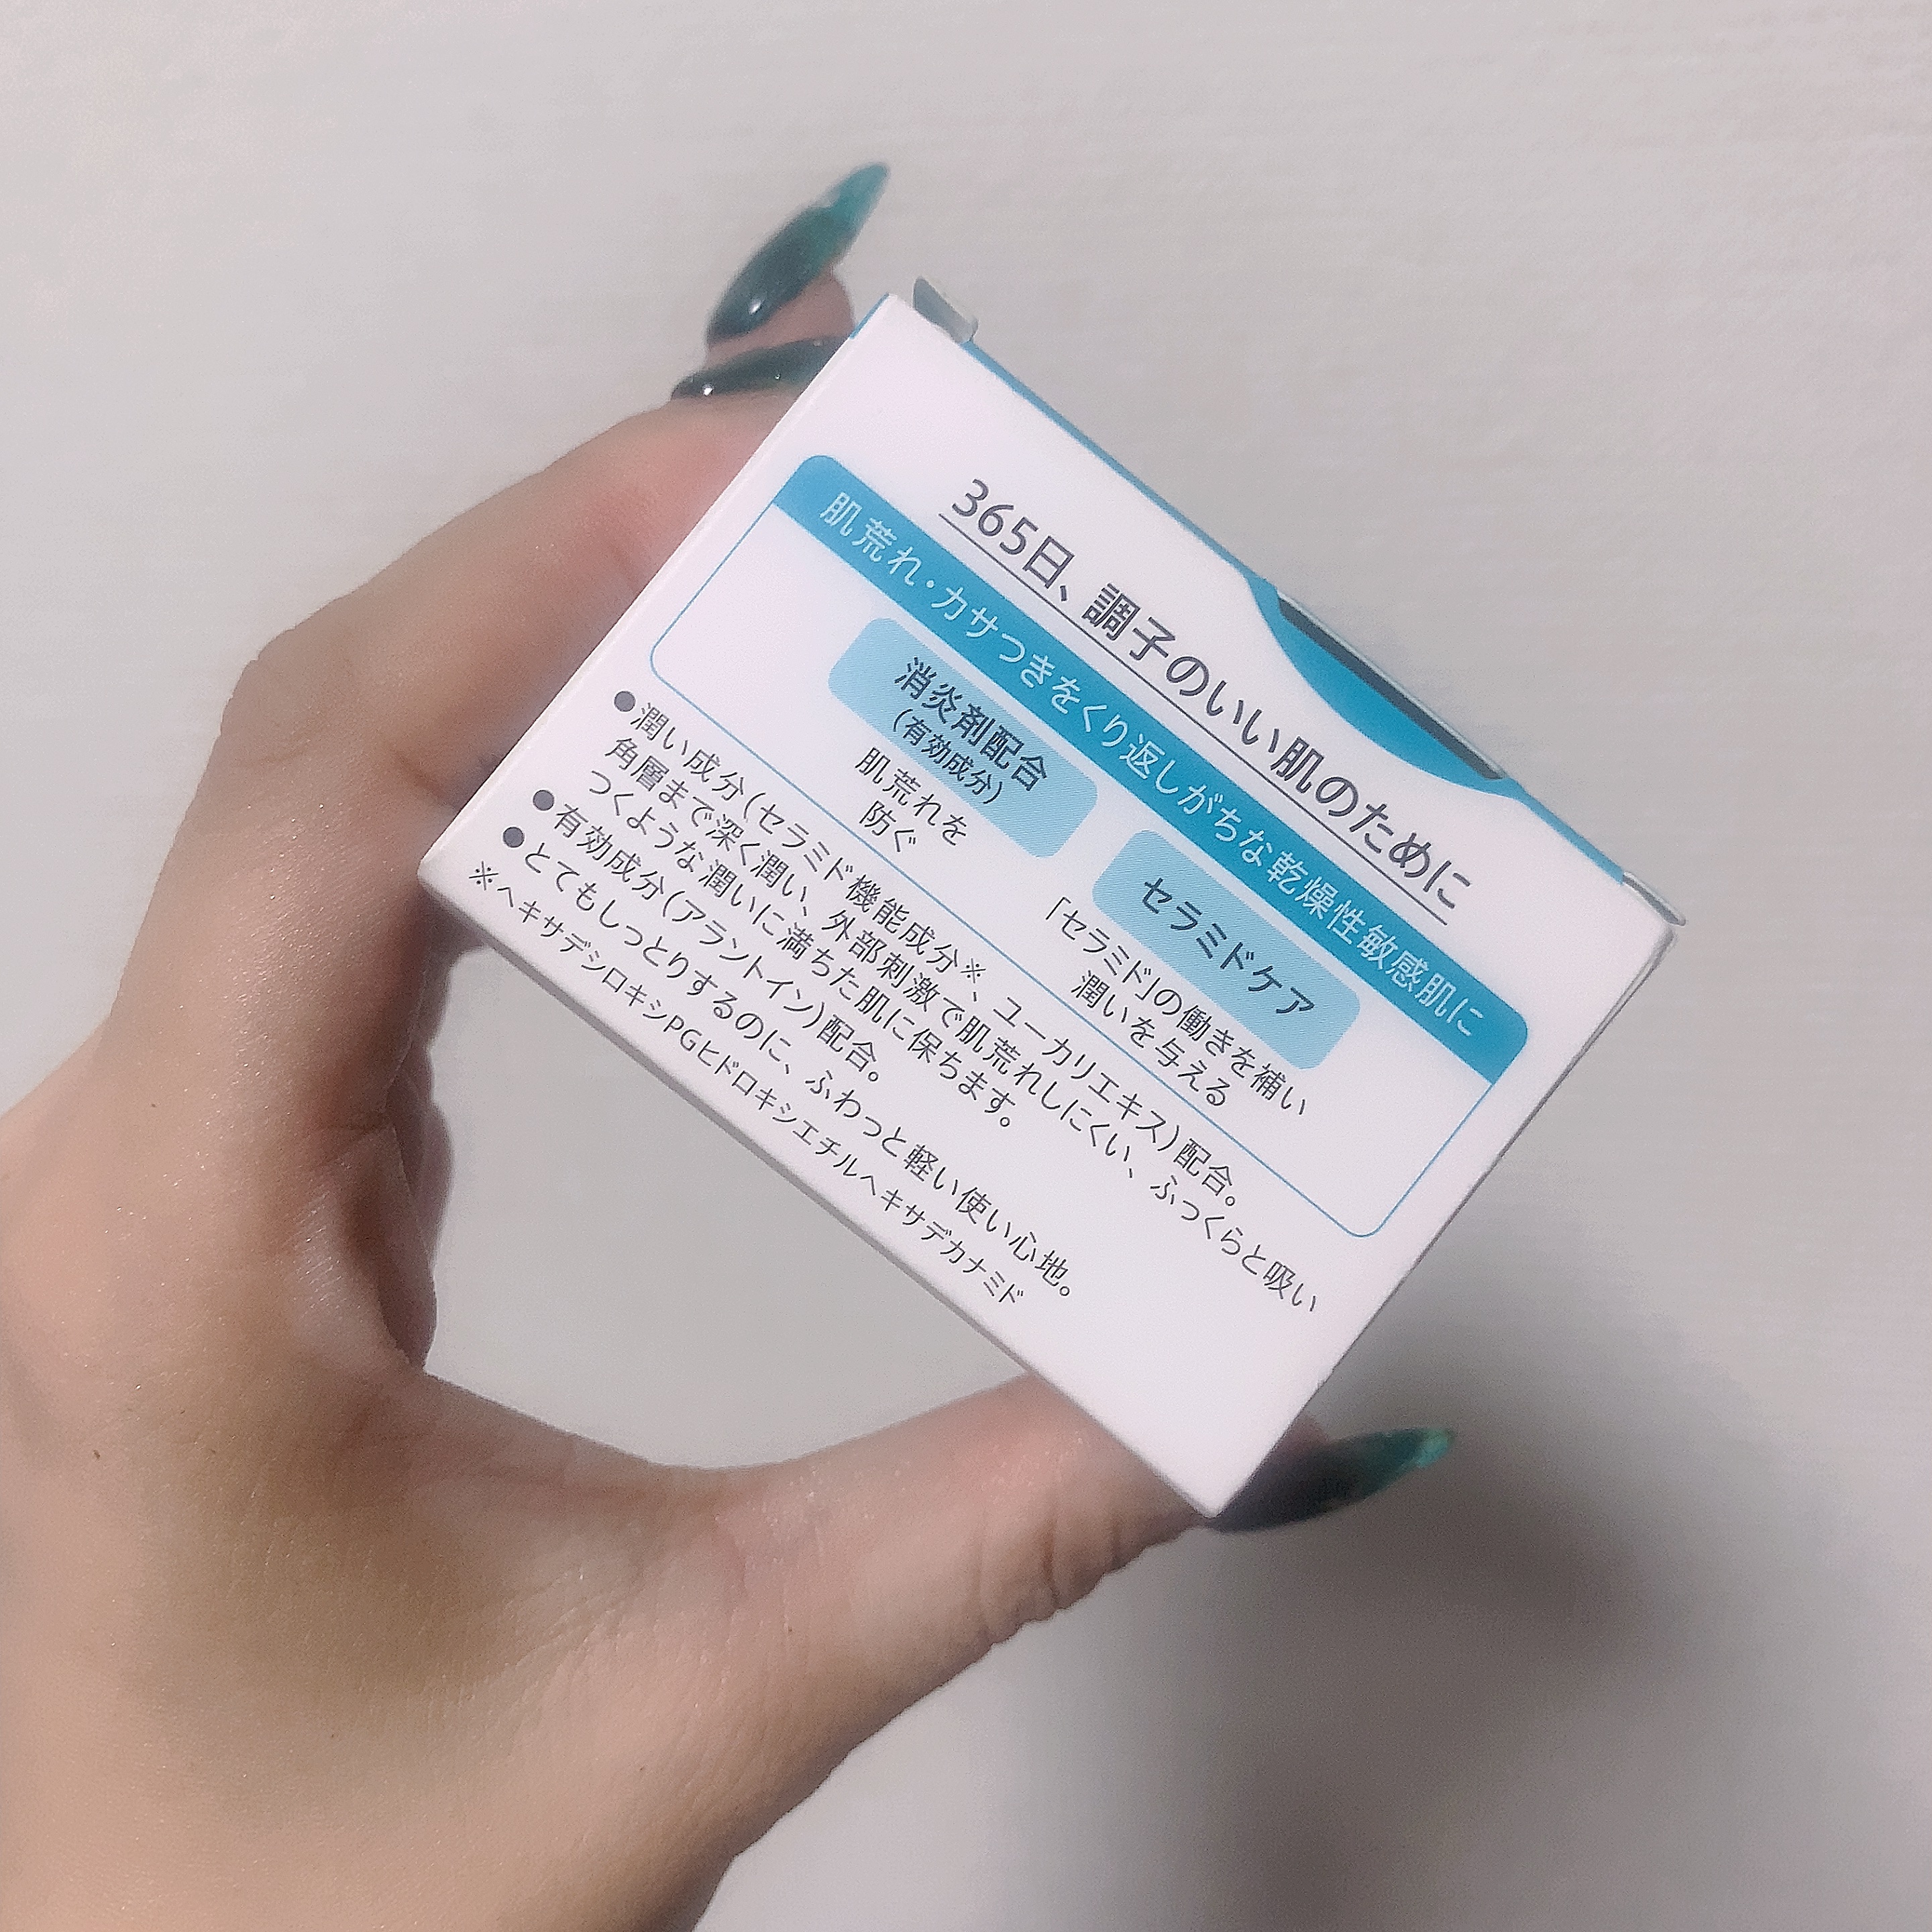 365日、調子のいい肌のために
肌荒れ・カサつきをくり返しがちな乾燥性敏感肌に
消炎剤配合
(有効成分)
肌荒れを
防ぐ
セラミドケア
「セラミド」の働きを補い
潤いを与える
●潤い成分(セラミド機能成分※、ユーカリエキス)配合。
角層まで深く潤い、外部刺激で肌荒れしにくい、ふっくらと吸い
つくような潤いに満ちた肌に保ちます。
●有効成分(アラントイン)配合。
●とてもしっとりするのに、ふわっと軽い使い心地。
※ヘキサデシロキシPGヒドロキシエチルヘキサデカナミド